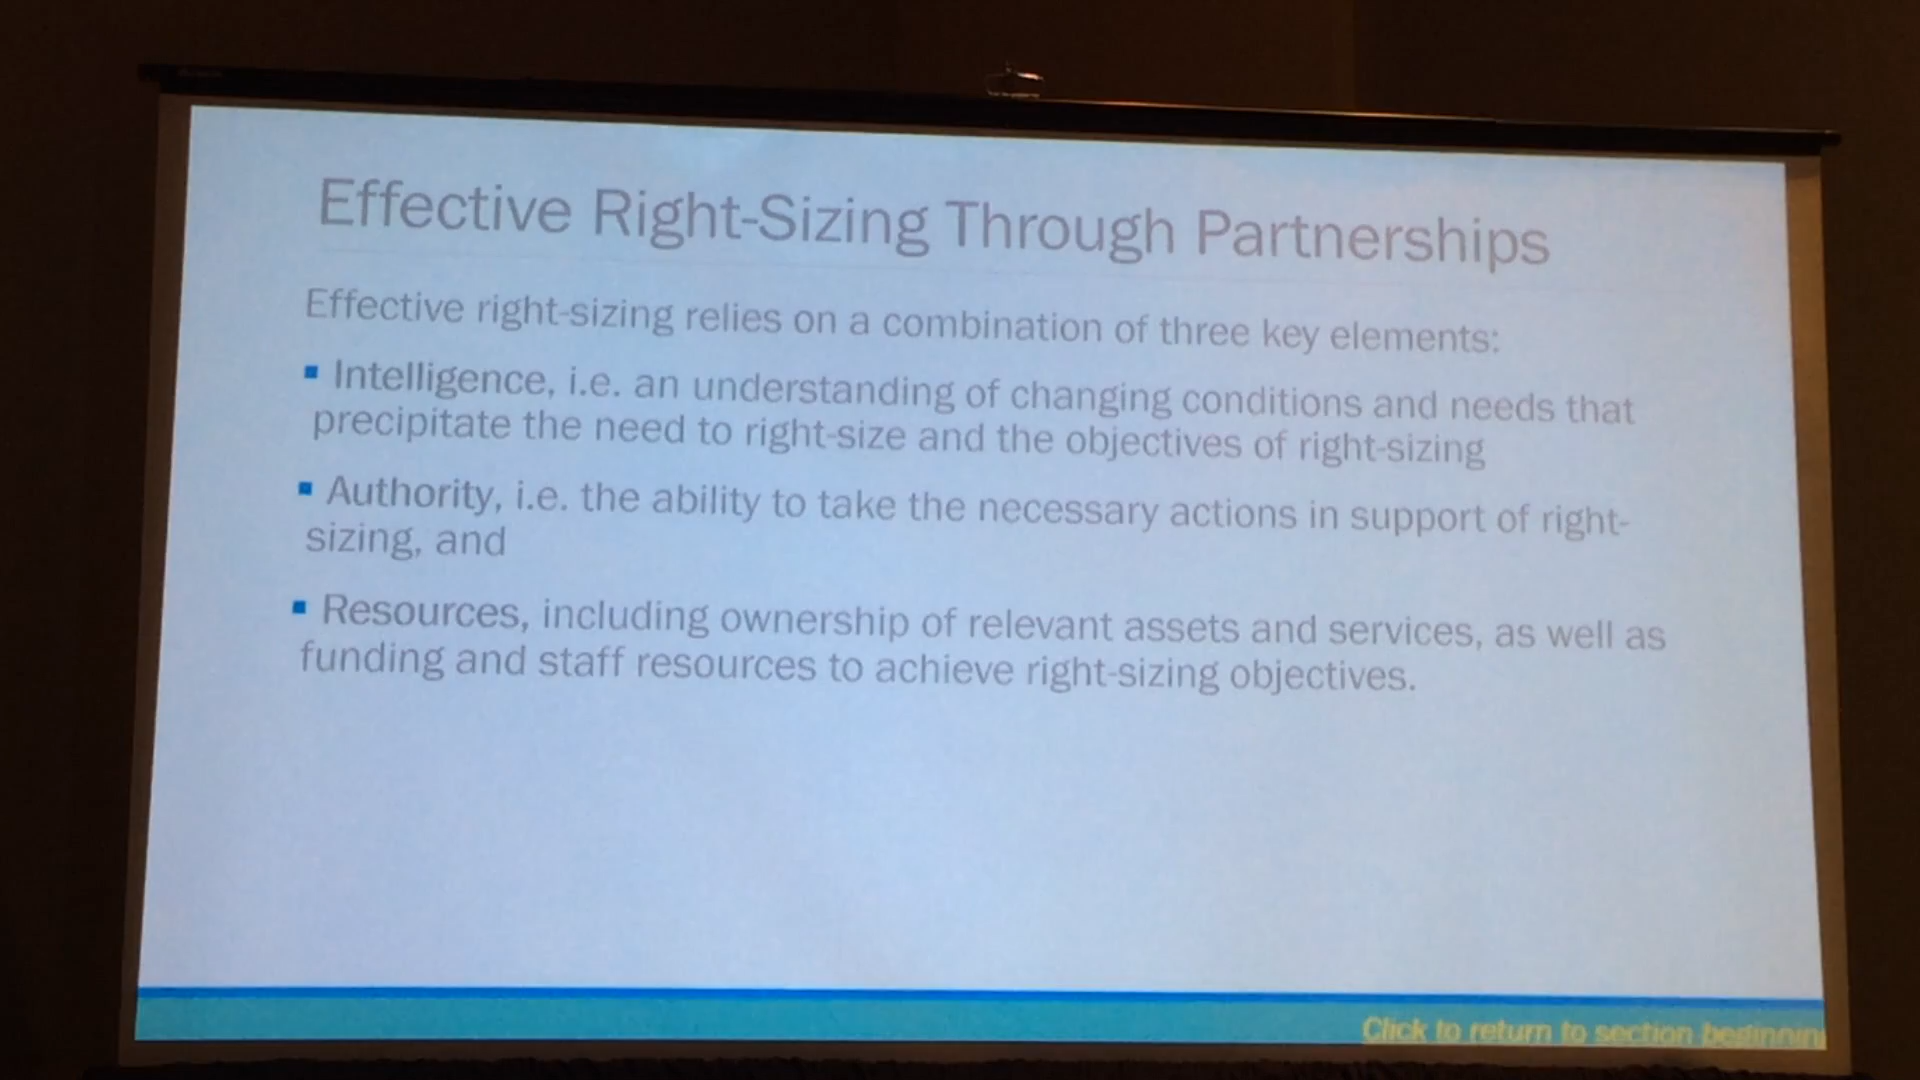 Effective Right-Sizing Through Partnerships
Effective right-sizing relies on a combination of three key elements:
▪ Intelligence, i.e. an understanding of changing conditions and needs that
precipitate the need to right-size and the objectives of right-sizing
▪ Authority, i.e. the ability to take the necessary actions in support of right-
sizing, and
▪ Resources, including ownership of relevant assets and services, as well as
funding and staff resources to achieve right-sizing objectives.
Click to return to section beginnin